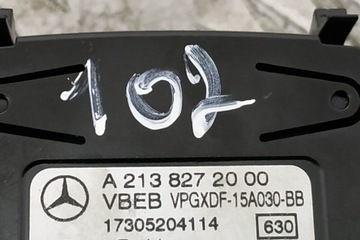 102
A 213 827 20 00
VBEB VPGXDF-15A030-BB
17305204114 630